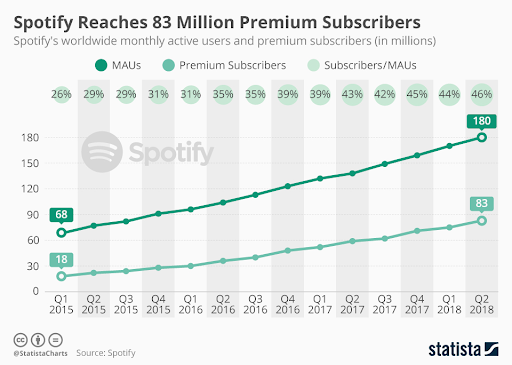 Spotify Reaches 83 Million Premium Subscribers
Spotify's worldwide monthly active users and premium subscribers (in millions)
MAUs Premium Subscribers Subscribers/MAUs
26% 29% 29% 31% 31% 35% 35% 39% 39% 43% 42% 45% 44% 46%
180
180
Spotify
150
120
90
83
68
60
30
18
0
Q1 Q2 Q3 Q4 Q1 Q2 Q3 Q4 Q1 Q2 Q3 Q4 Q1 Q2
2015 2015 2015 2015 2016 2016 2016 2016 2017 2017 2017 2017 2018 2018
cc
@StatistaCharts Source: Spotify
statista